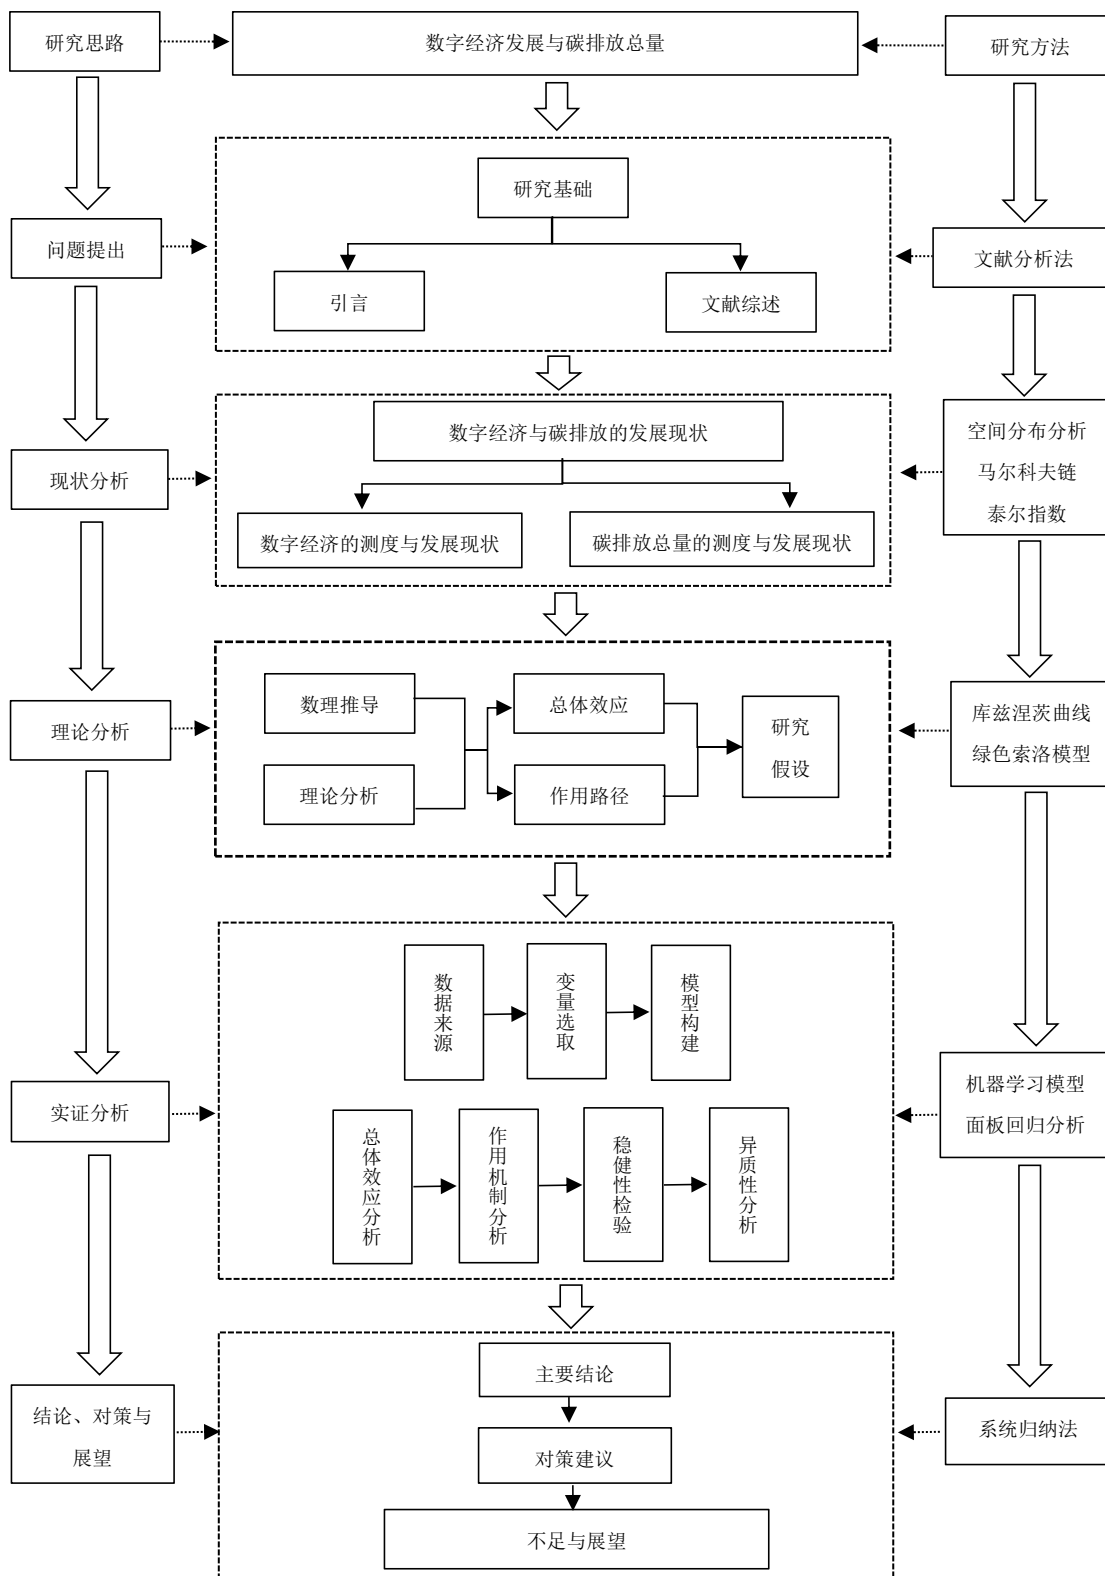 研究思路
数字经济发展与碳排放总量
研究方法
研究基础
问题提出
文献分析法
引言
文献综述
数字经济与碳排放的发展现状
空间分布分析
马尔科夫链
泰尔指数
现状分析
数字经济的测度与发展现状
碳排放总量的测度与发展现状
数理推导
总体效应
研究
假设
理论分析
库兹涅茨曲线
绿色索洛模型
理论分析
作用路径
数据来源
变量选取
模型构建
实证分析
机器学习模型
面板回归分析
总体效应分析
作用机制分析
稳健性检验
异质性分析
主要结论
结论、对策与
展望
系统归纳法
对策建议
不足与展望